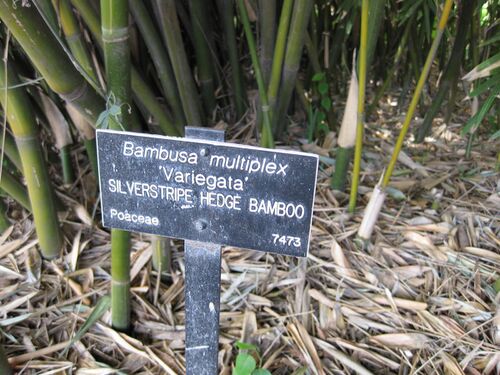 Bambusa multiplex
'Variegata'
SILVERSTRIPE HEDGE BAMBOO
Poaceae
7473